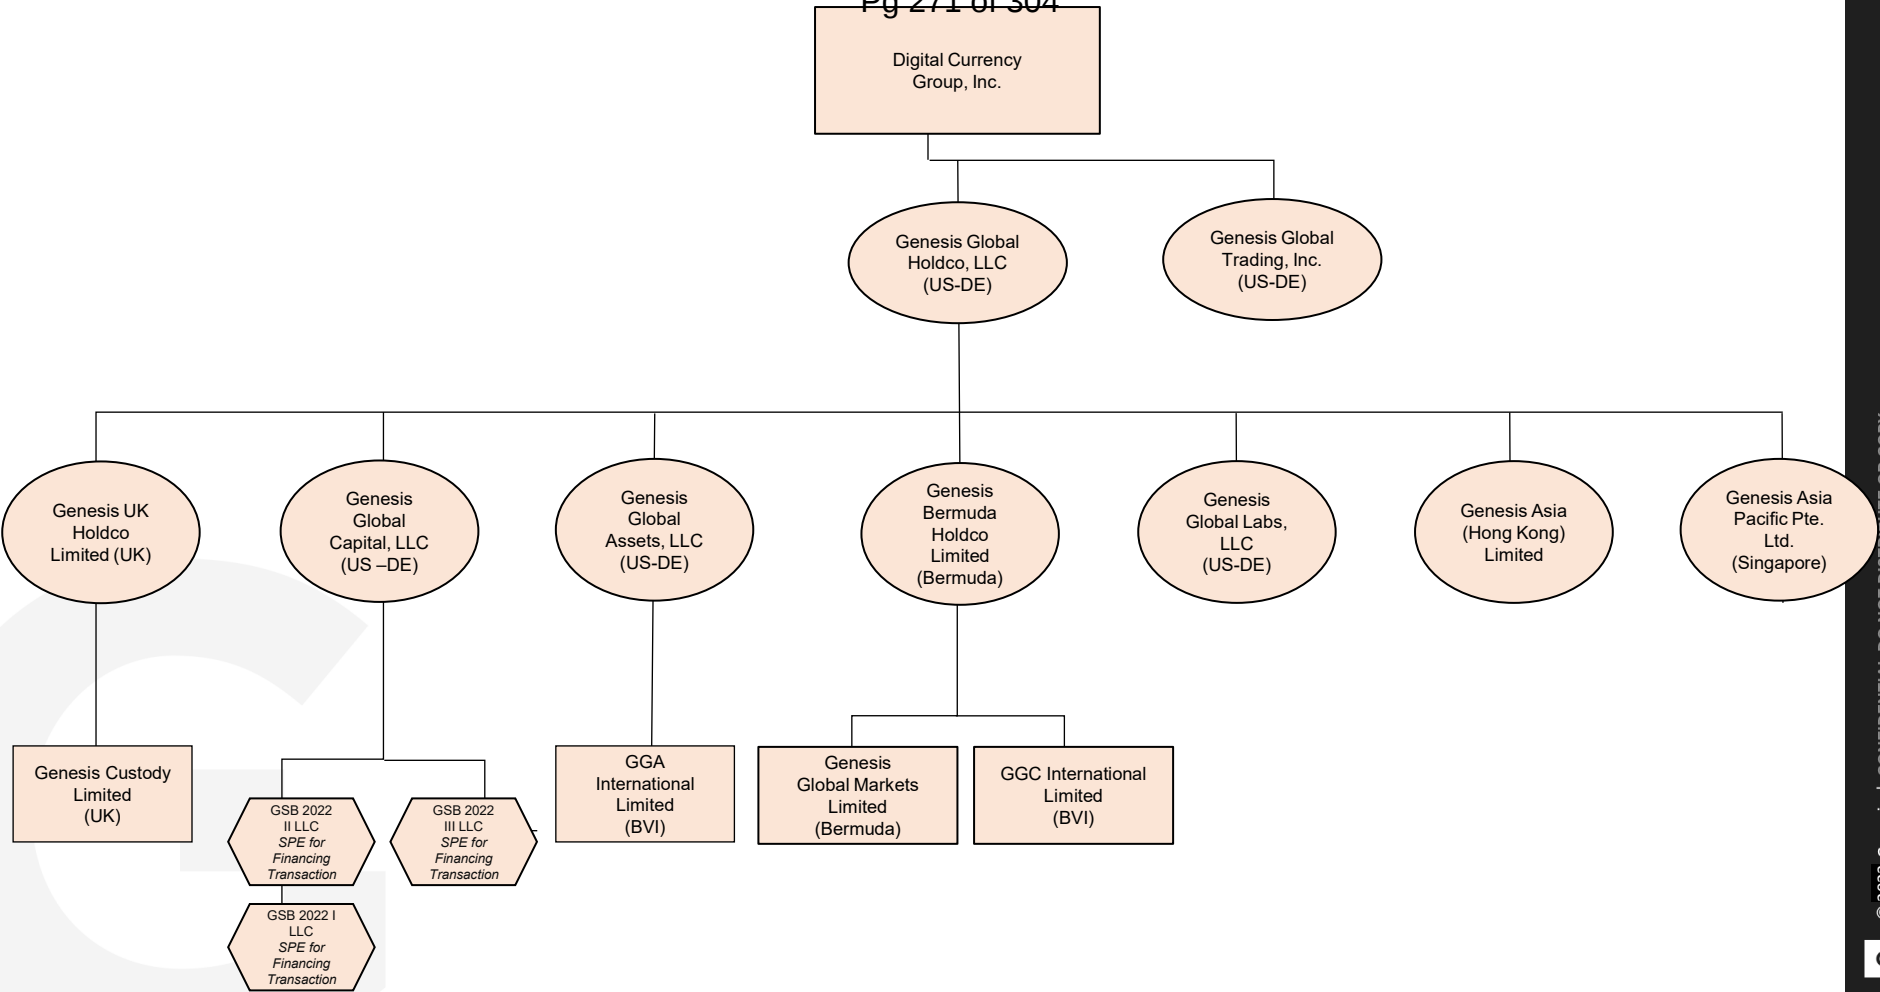 Pg 271 of 304
Digital Currency
Group, Inc.
Genesis Global
Holdco, LLC
(US-DE)
Genesis Global
Trading, Inc.
(US-DE)
Genesis UK
Holdco
Limited (UK)
Genesis
Global
Capital, LLC
(US –DE)
Genesis
Global
Assets, LLC
(US-DE)
Genesis
Bermuda
Holdco
Limited
(Bermuda)
Genesis
Global Labs,
LLC
(US-DE)
Genesis Asia
(Hong Kong)
Limited
Genesis Asia
Pacific Pte.
Ltd.
(Singapore)
Genesis Custody
Limited
(UK)
GSB 2022
II LLC
SPE for
Financing
Transaction
GSB 2022
III LLC
SPE for
Financing
Transaction
GGA
International
Limited
(BVI)
Genesis
Global Markets
Limited
(Bermuda)
GGC International
Limited
(BVI)
GSB 2022 I
LLC
SPE for
Financing
Transaction